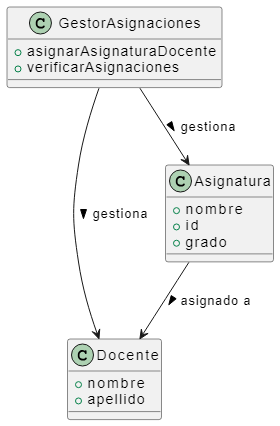 C GestorAsignaciones
asignarAsignaturaDocente
verificarAsignaciones
gestiona
C Asignatura
nombre
id
grado
gestiona
asignado a
C Docente
nombre
apellido